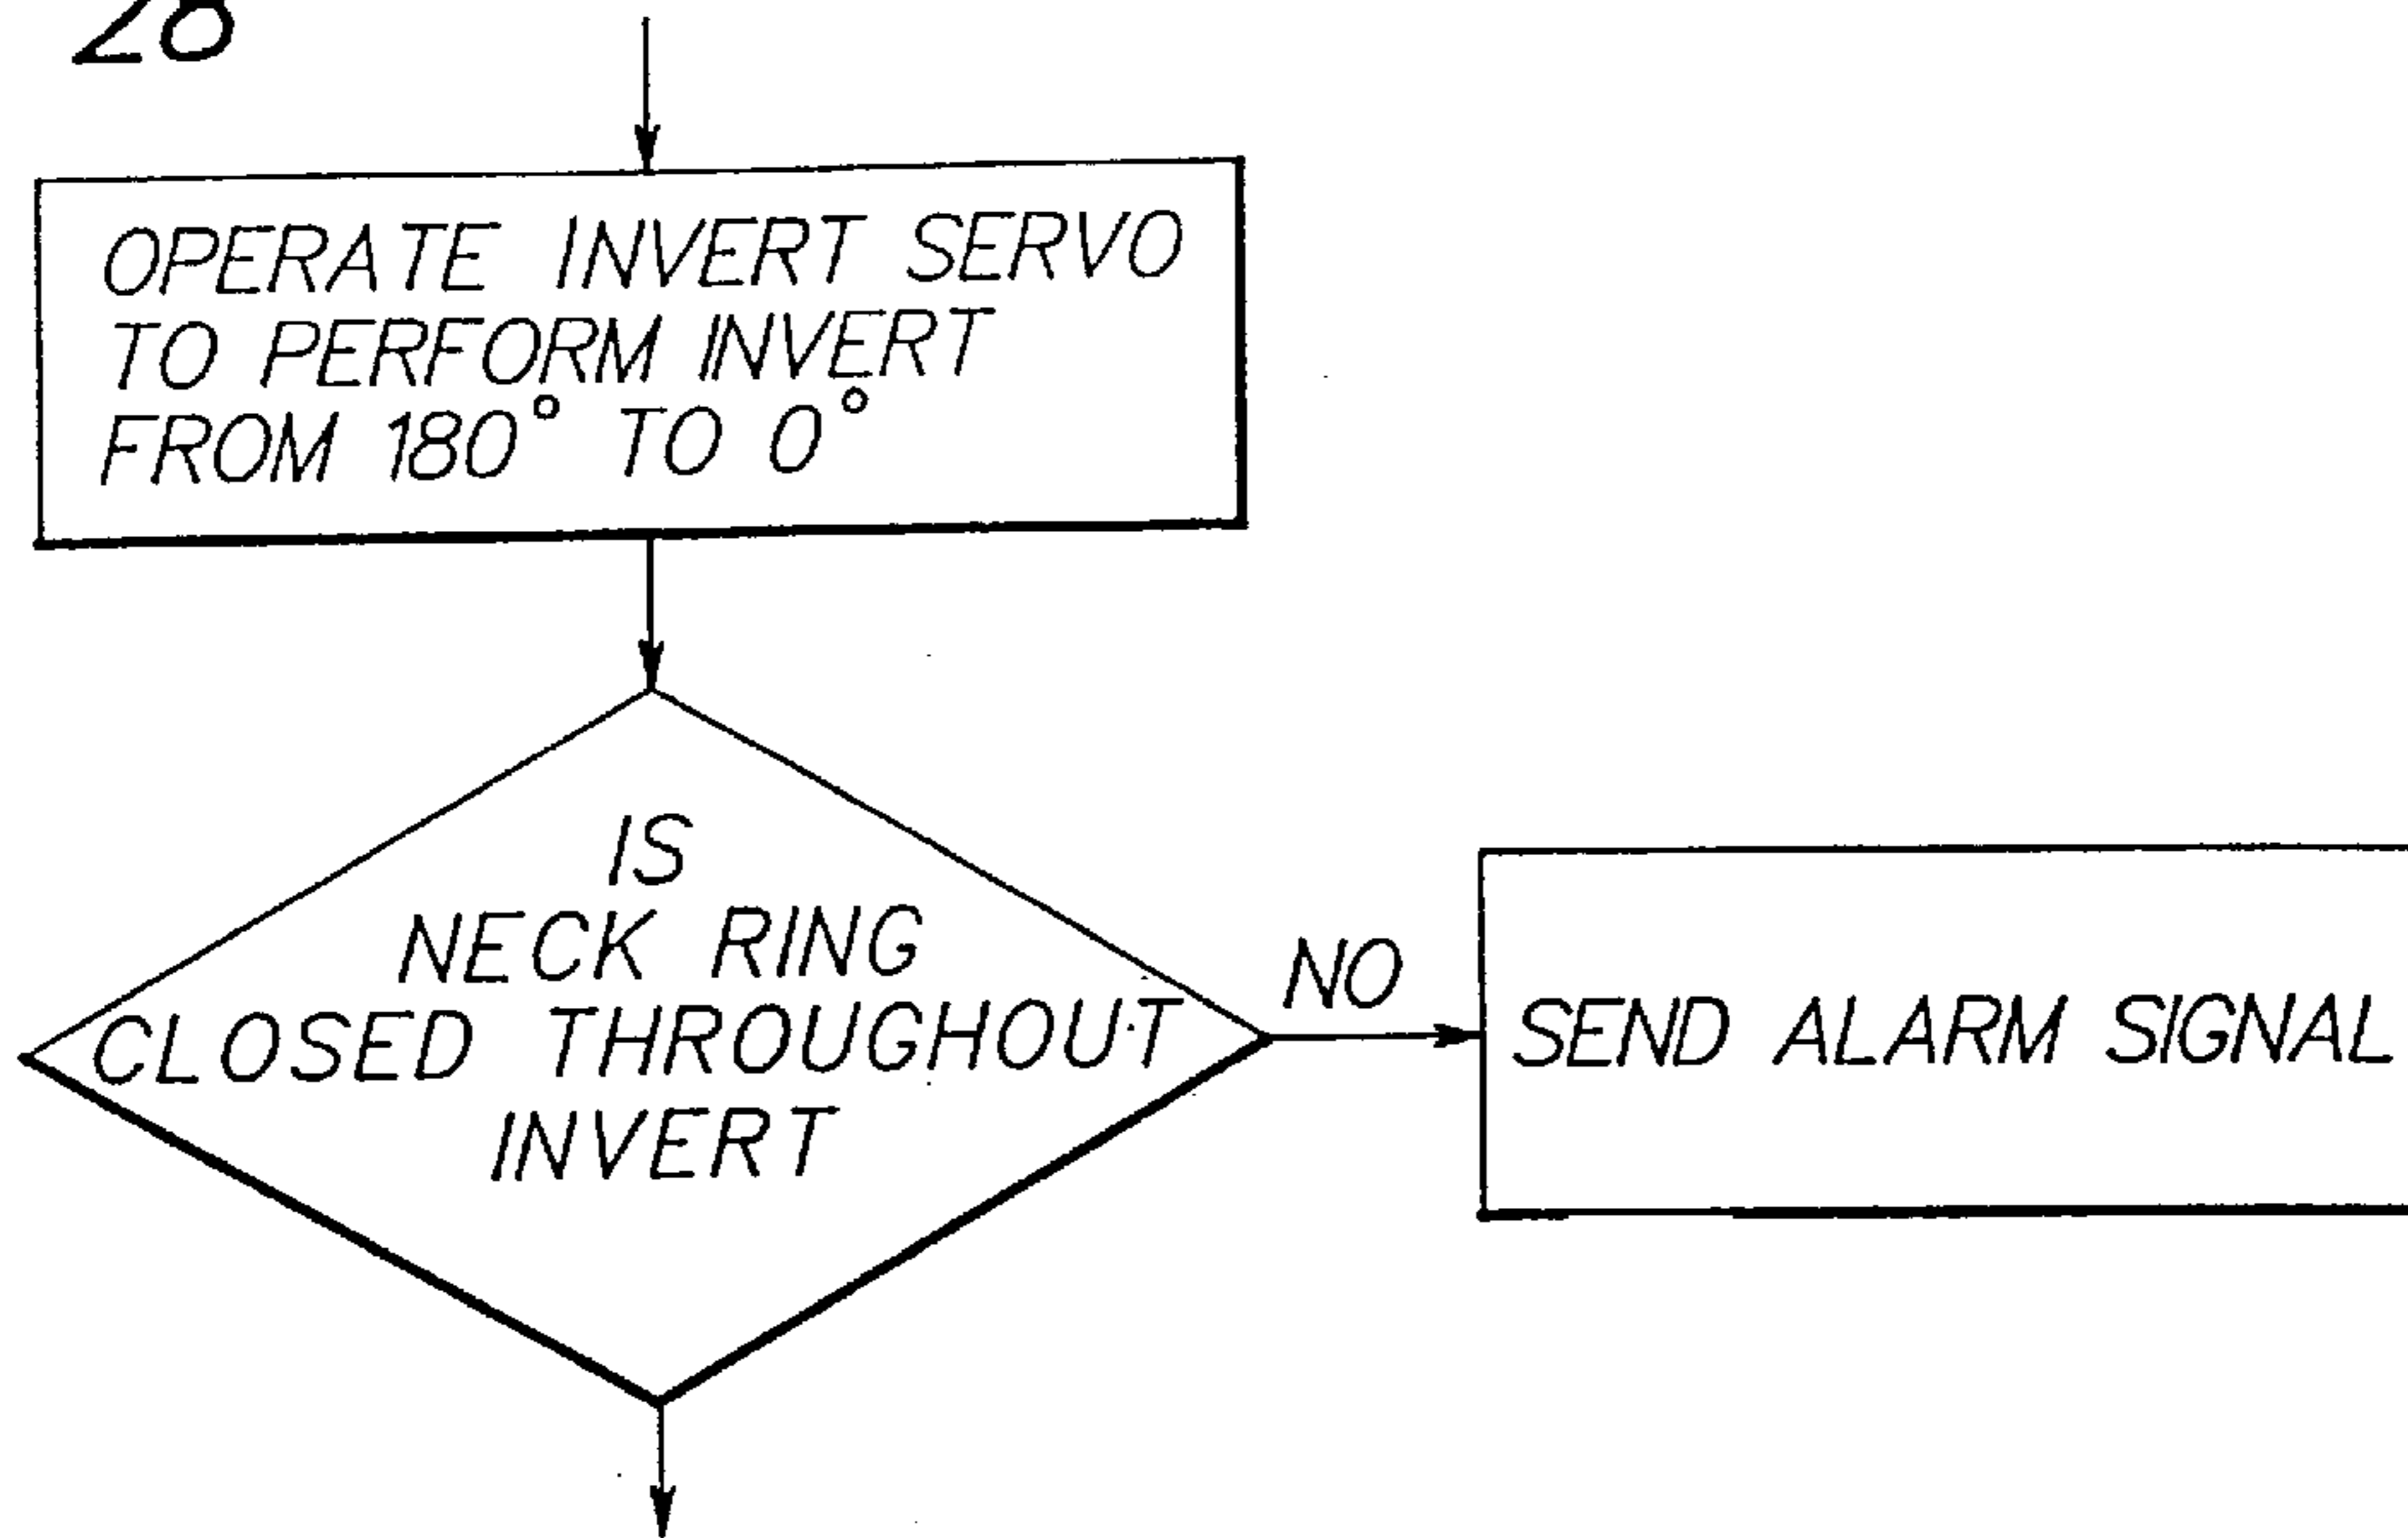 28
OPERATE INVERT SERVO
TO PERFORM INVERT
FROM 180° TO 0°
IS
NECK RING
CLOSED THROUGHOUT
INVERT
NO
SEND ALARM SIGNAL